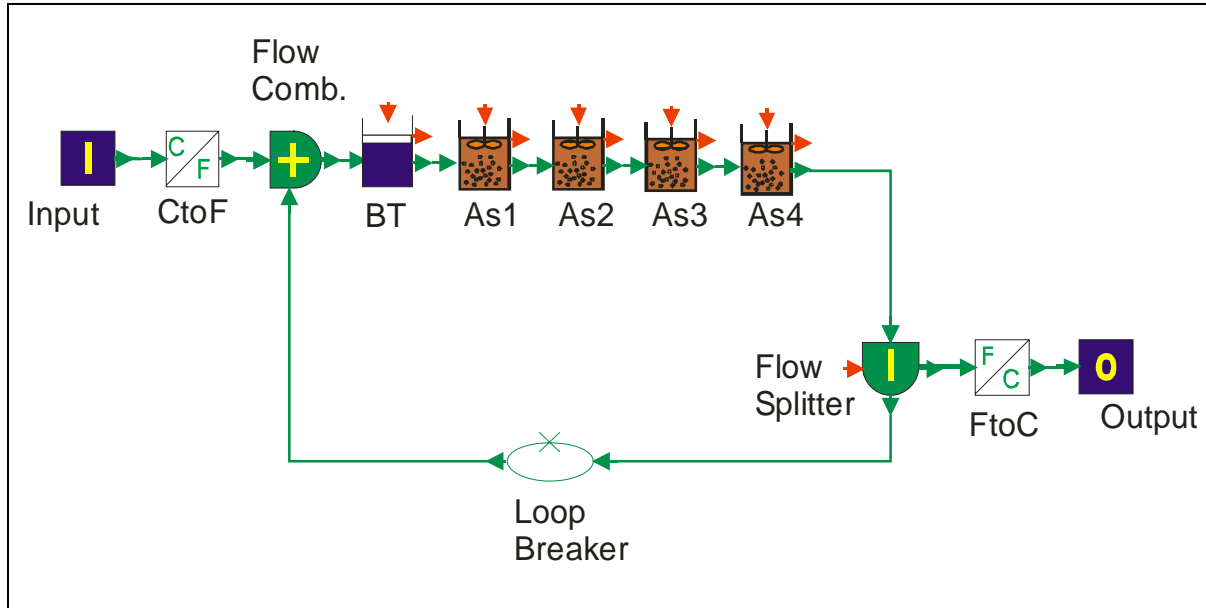 Flow
Comb.
I
C
F
+
Input
CtoF
BT
As1
As2
As3
As4
Flow
Splitter
I
F
C
O
FtoC
Output
Loop
Breaker